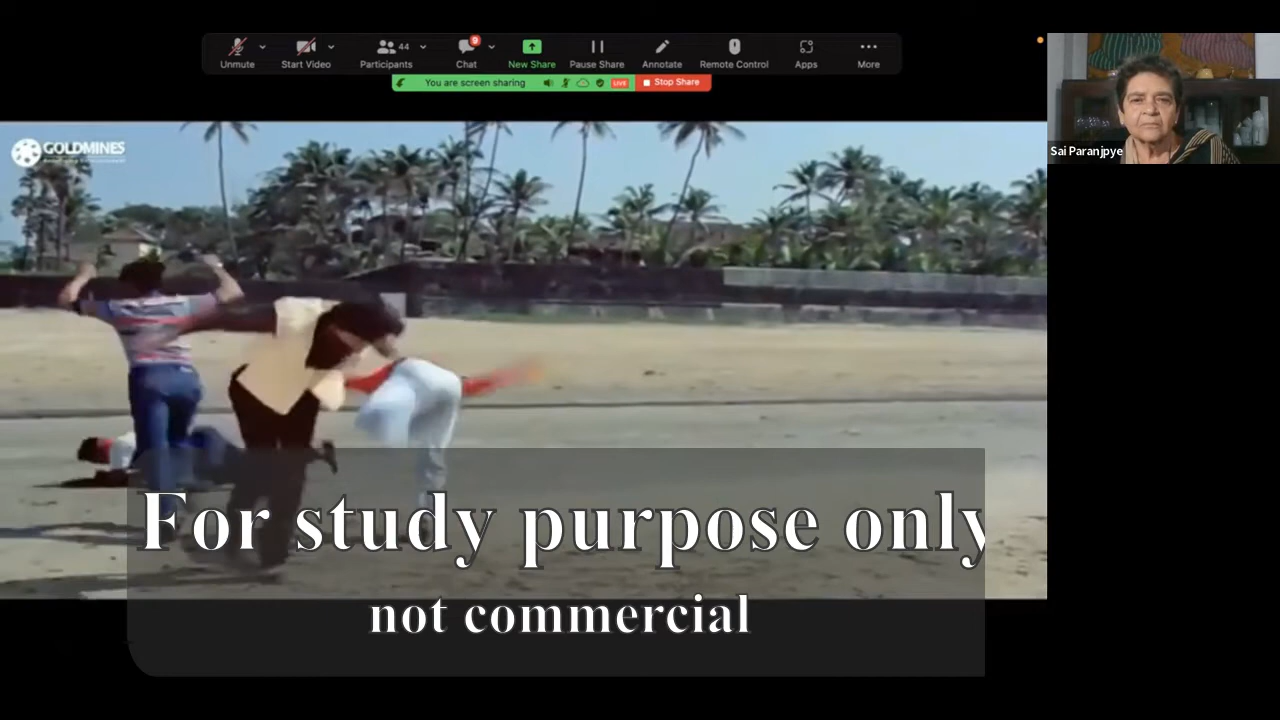 44
9
Unmute
Start Video
Participants
Chat
New Share
Pause Share
Annotate
Remote Control
Apps
More
You are screen sharing
LIVE
Stop Share
GOLDMINES
Sai Paranjpye
For study purpose only
not commercial